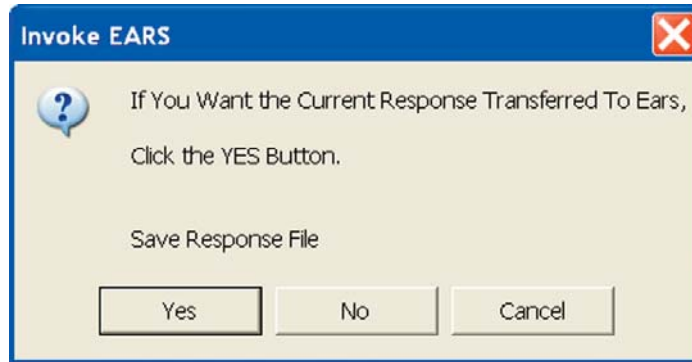 Invoke EARS
If You Want the Current Response Transferred To Ears,
Click the YES Button.
Save Response File
Yes No Cancel